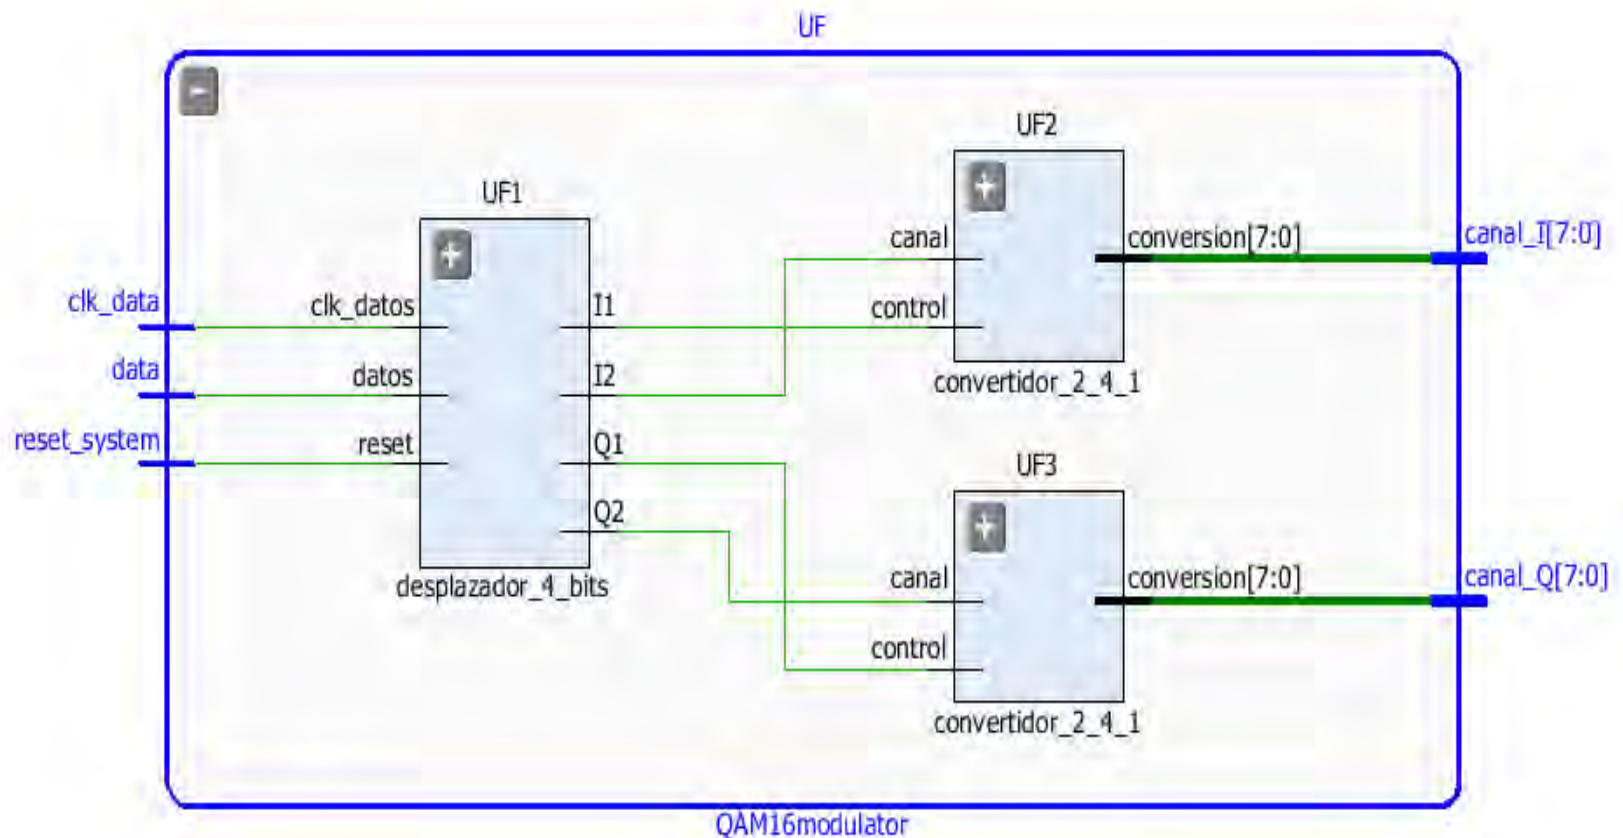 UF
UF2
UF1
canal
conversion[7:0]
canal_I[7:0]
clk_data
clk_datos
I1
control
data
datos
I2
convertidor_2_4_1
reset_system
reset
Q1
UF3
Q2
desplazador_4_bits
canal
conversion[7:0]
canal_Q[7:0]
control
convertidor_2_4_1
QAM16modulator